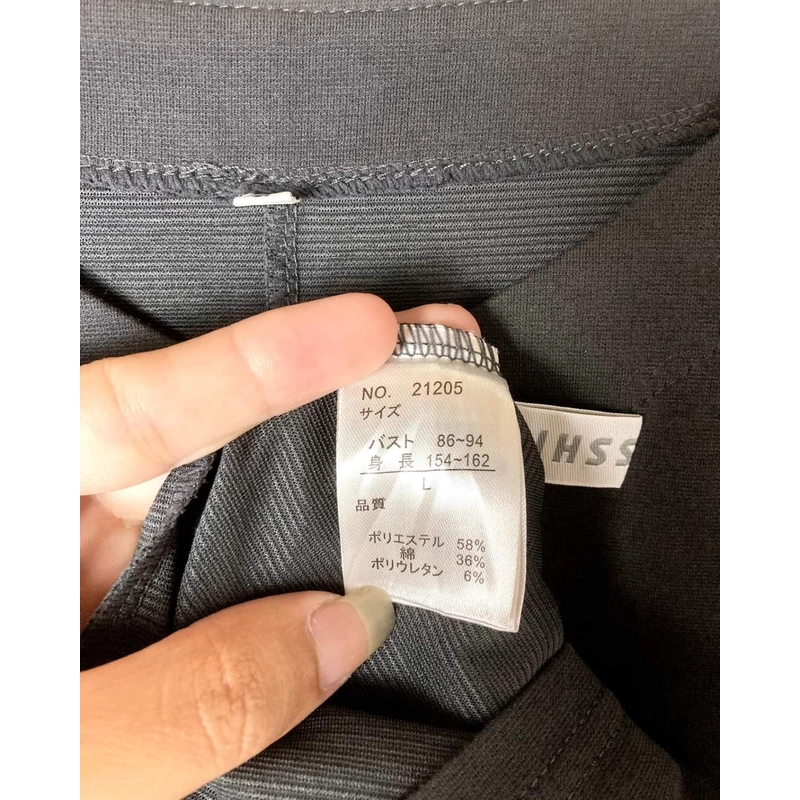 NO. 21205
サイズ
バスト 86~94
身 長 154~162
L
品質
ポリエステル 58%
綿 36%
ポリウレタン 6%
HSS